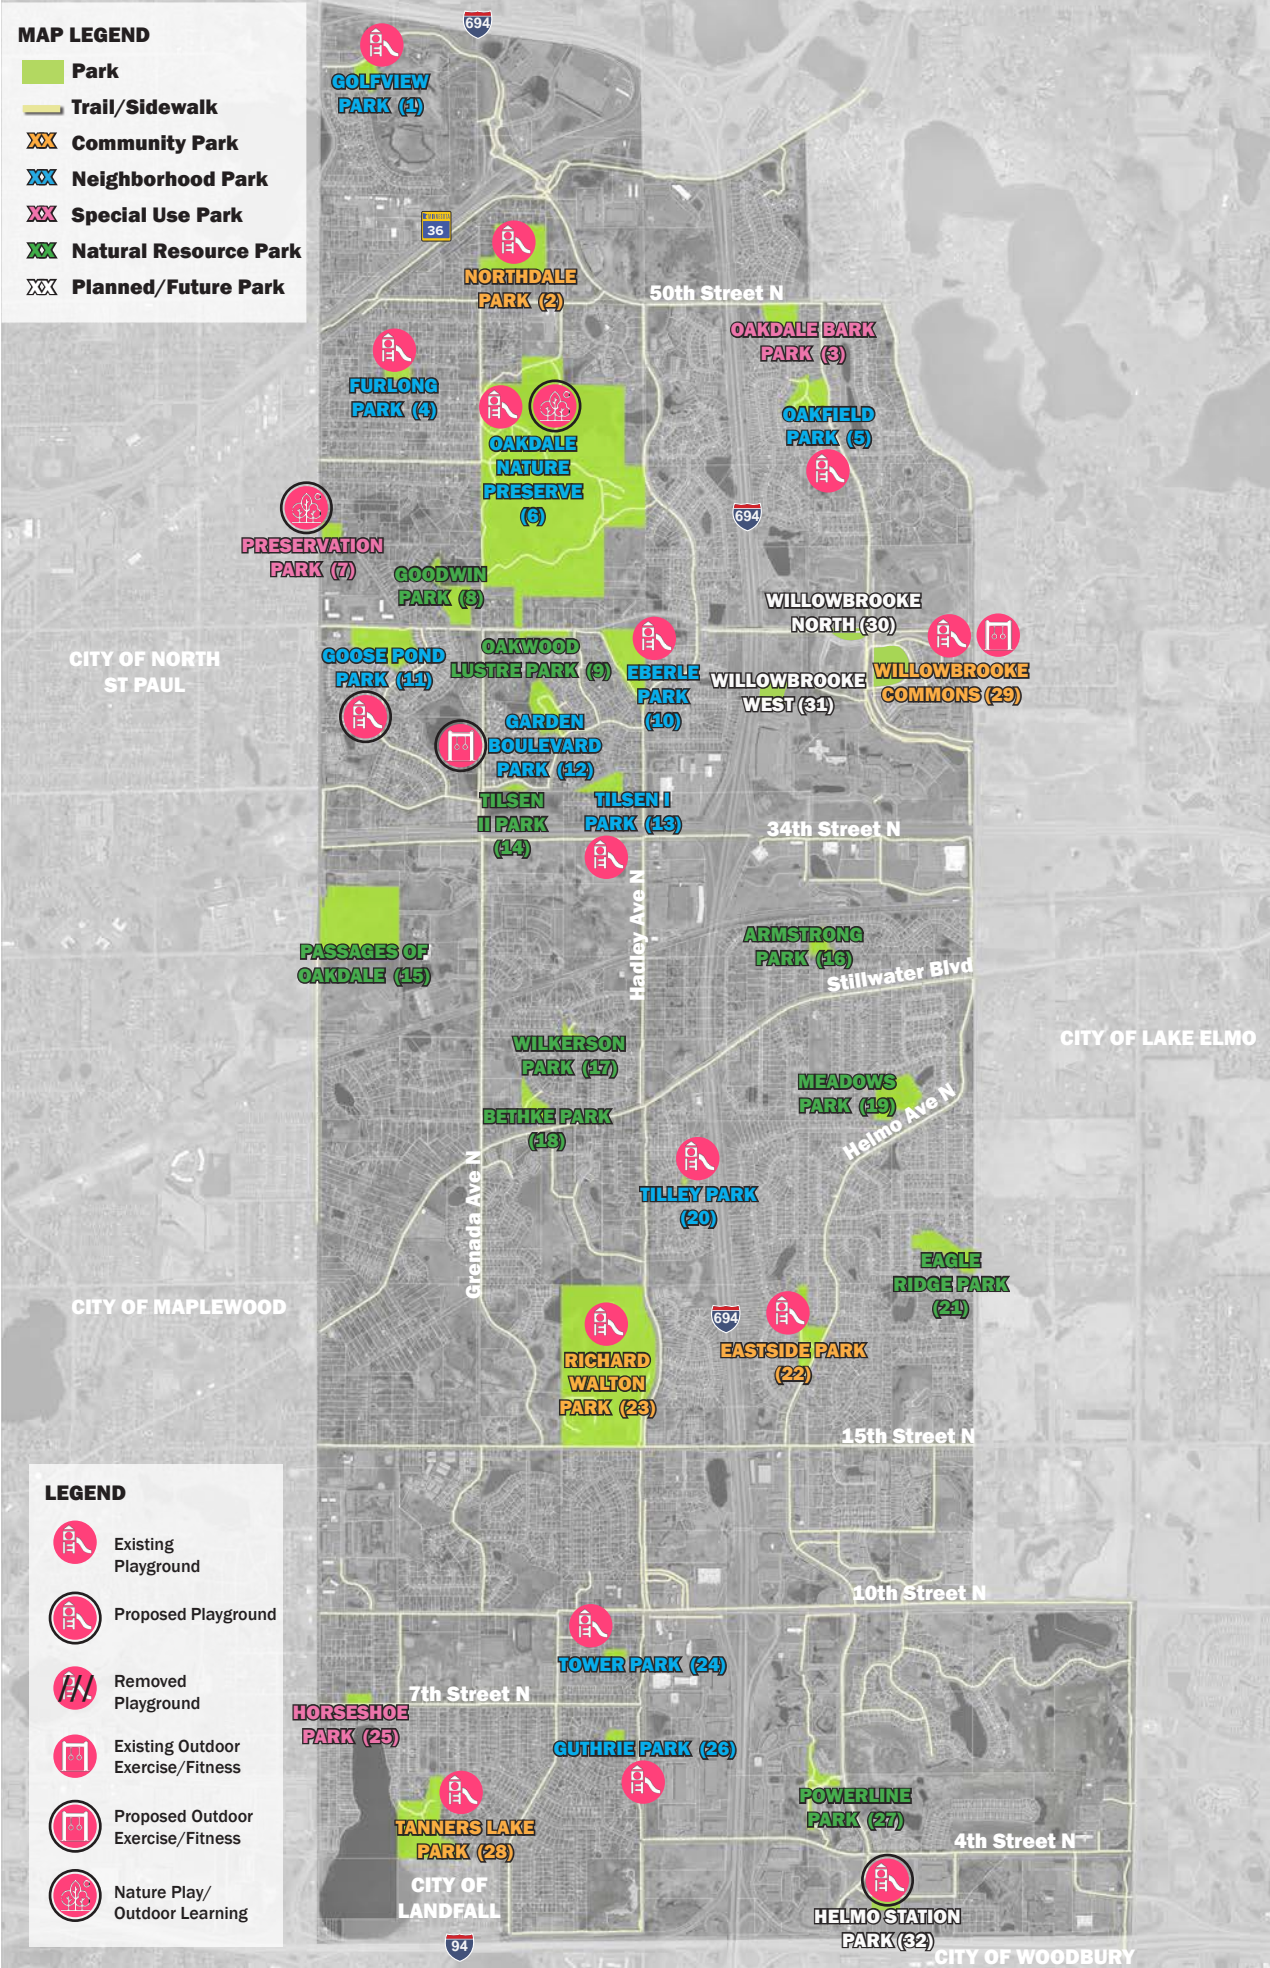 MAP LEGEND
Park
Trail/Sidewalk
XX Community Park
XX Neighborhood Park
XX Special Use Park
XX Natural Resource Park
XX Planned/Future Park
694
GOLFVIEW
PARK (1)
36
NORTHDALE
PARK (2)
50th Street N
OAKDALE BARK
PARK (3)
FURLONG
PARK (4)
OAKFIELD
PARK (5)
OAKDALE
NATURE
PRESERVE
(6)
694
PRESERVATION
PARK (7)
GOODWIN
PARK (8)
WILLOWBROOKE
NORTH (30)
CITY OF NORTH
ST PAUL
GOOSE POND
PARK (11)
OAKWOOD
LUSTRE PARK (9)
EBERLE
PARK
(10)
WILLOWBROOKE
WEST (31)
WILLOWBROOKE
COMMONS (29)
GARDEN
BOULEVARD
PARK (12)
TILSEN
II PARK
(14)
TILSEN I
PARK (13)
34th Street N
Hadley Ave N
PASSAGES OF
OAKDALE (15)
ARMSTRONG
PARK (16)
Stillwater Blvd
CITY OF LAKE ELMO
WILKERSON
PARK (17)
MEADOWS
PARK (19)
BETHKE PARK
(18)
Helmo Ave N
Grenada Ave N
TILLEY PARK
(20)
EAGLE
RIDGE PARK
(21)
CITY OF MAPLEWOOD
694
RICHARD
WALTON
PARK (23)
EASTSIDE PARK
(22)
15th Street N
LEGEND
Existing
Playground
Proposed Playground
Removed
Playground
Existing Outdoor
Exercise/Fitness
Proposed Outdoor
Exercise/Fitness
Nature Play/
Outdoor Learning
10th Street N
TOWER PARK (24)
7th Street N
HORSESHOE
PARK (25)
GUTHRIE PARK (26)
POWERLINE
PARK (27)
TANNERS LAKE
PARK (28)
4th Street N
CITY OF
LANDFALL
HELMO STATION
PARK (32)
94
CITY OF WOODBURY